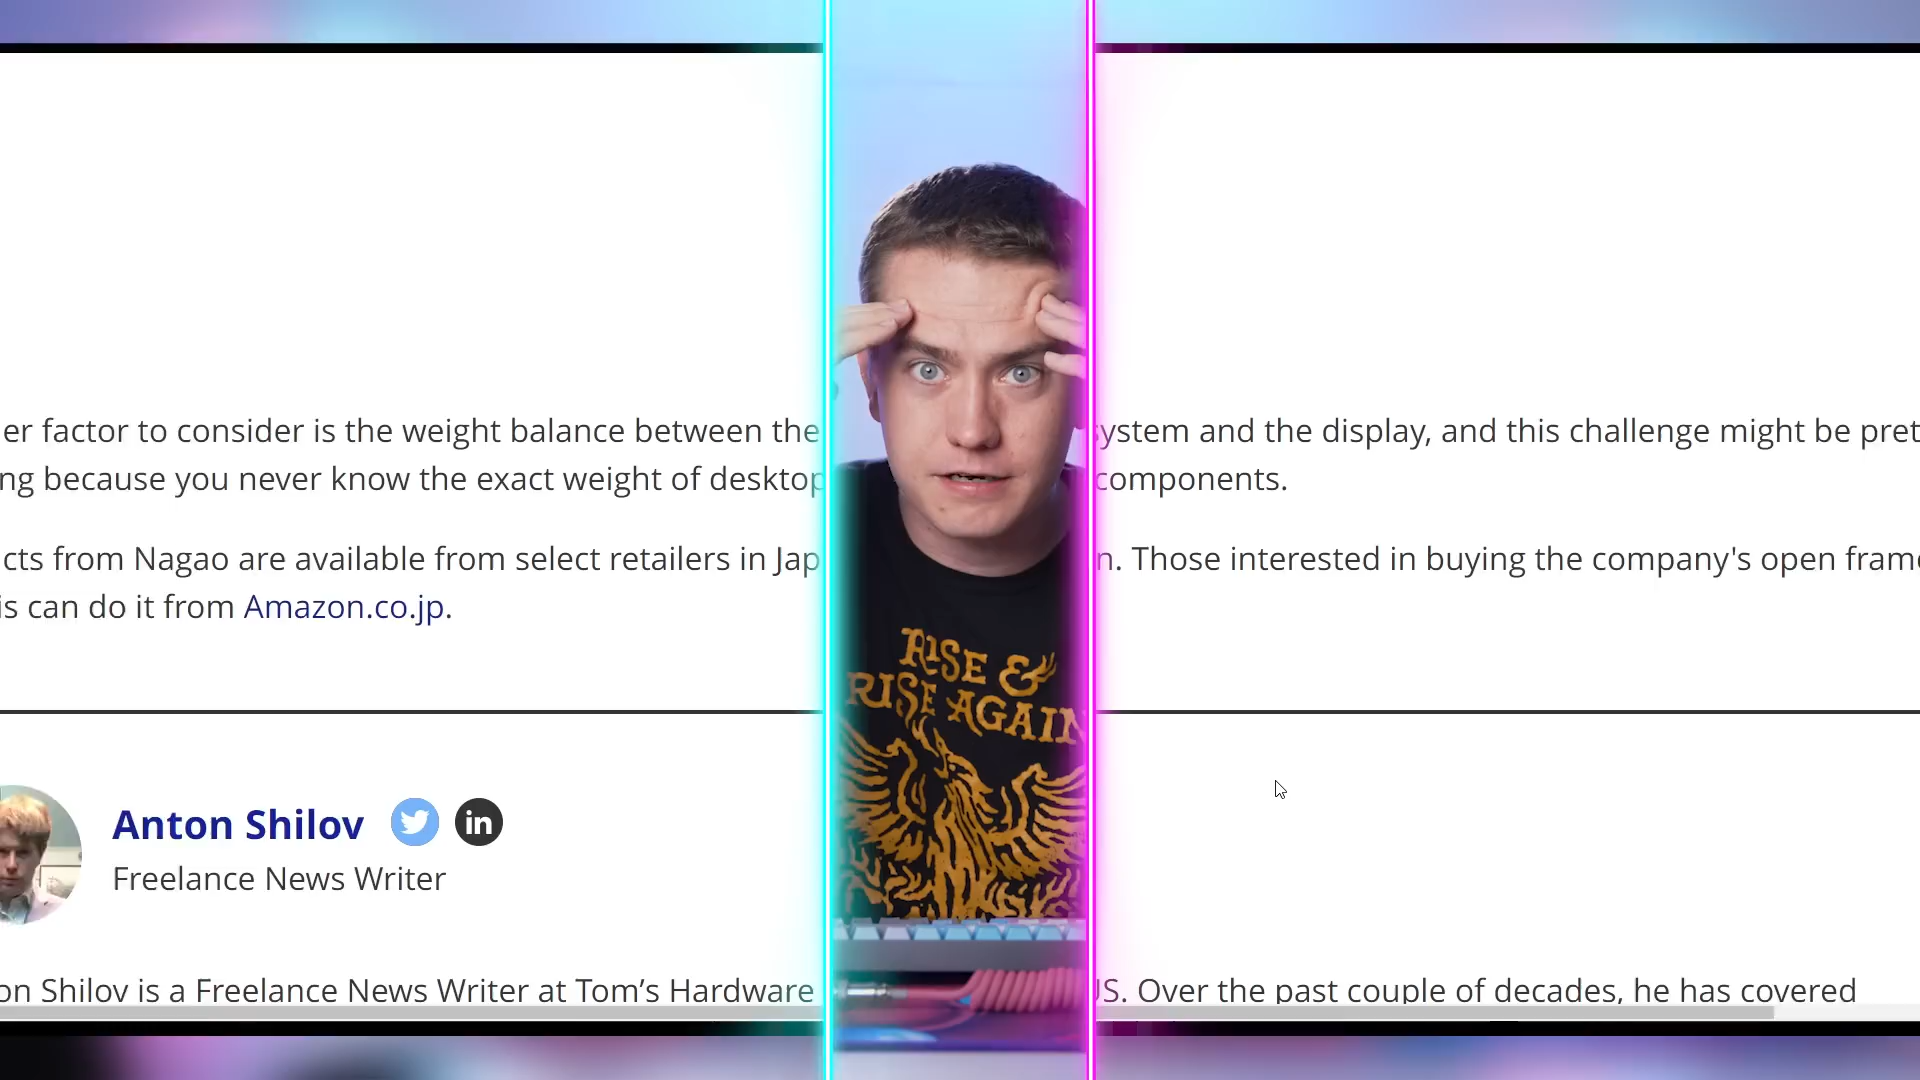 er factor to consider is the weight balance between the system and the display, and this challenge might be pret
ng because you never know the exact weight of desktop components.
cts from Nagao are available from select retailers in Jap n. Those interested in buying the company's open frame
is can do it from Amazon.co.jp.
RISE &
RISE AGAIN
Anton Shilov
in
Freelance News Writer
on Shilov is a Freelance News Writer at Tom’s Hardware US. Over the past couple of decades, he has covered